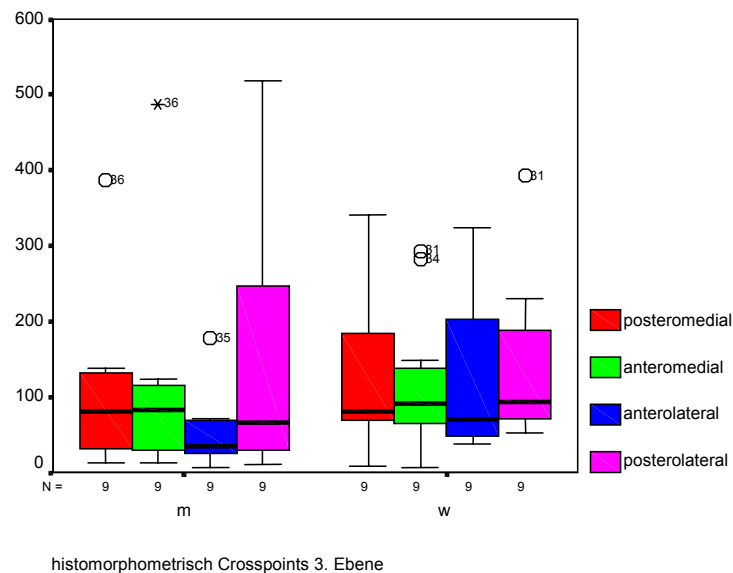 600
500
400
300
200
100
0
36
36
35
31
34
31
posteromedial
anteromedial
anterolateral
posterolateral
N = 9 9 9 9 9 9 9 9
m w
histomorphometrisch Crosspoints 3. Ebene